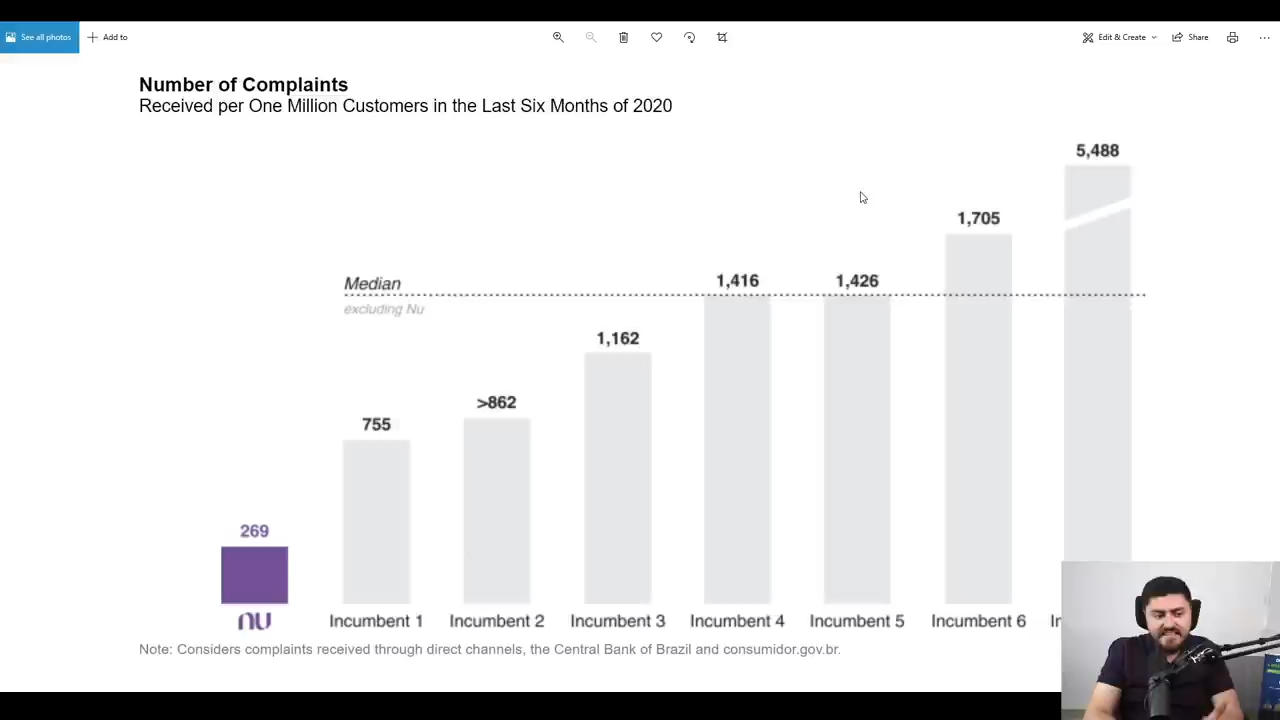 See all photos
Add to
Edit & Create
Share
Number of Complaints
Received per One Million Customers in the Last Six Months of 2020
5,488
1,705
Median
1,416
1,426
excluding Nu
1,162
>862
755
269
nu
Incumbent 1
Incumbent 2
Incumbent 3
Incumbent 4
Incumbent 5
Incumbent 6
Note: Considers complaints received through direct channels, the Central Bank of Brazil and consumidor.gov.br.